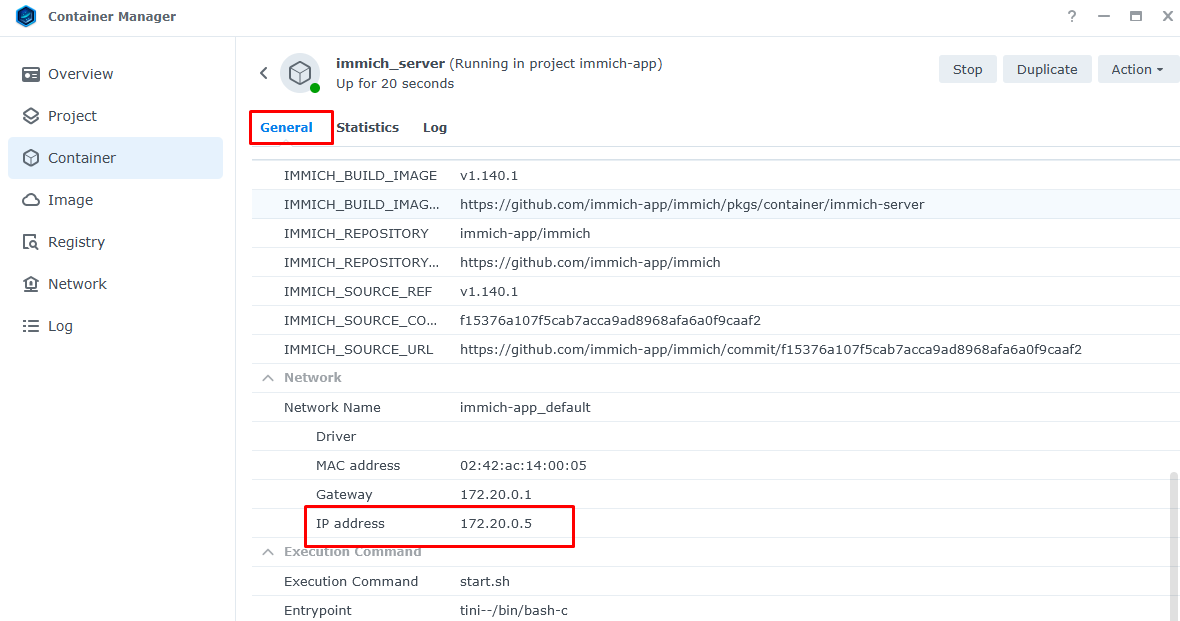 Container Manager
?
Overview
Project
Container
Image
Registry
Network
Log
immich_server (Running in project immich-app)
Up for 20 seconds
Stop
Duplicate
Action
General
Statistics
Log
IMMICH_BUILD_IMAGE v1.140.1
IMMICH_BUILD_IMAG... https://github.com/immich-app/immich/pkgs/container/immich-server
IMMICH_REPOSITORY immich-app/immich
IMMICH_REPOSITORY... https://github.com/immich-app/immich
IMMICH_SOURCE_REF v1.140.1
IMMICH_SOURCE_CO... f15376a107f5cab7acca9ad8968afa6a0f9caaf2
IMMICH_SOURCE_URL https://github.com/immich-app/immich/commit/f15376a107f5cab7acca9ad8968afa6a0f9caaf2
Network
Network Name immich-app_default
Driver
MAC address 02:42:ac:14:00:05
Gateway 172.20.0.1
IP address 172.20.0.5
Execution Command
Execution Command start.sh
Entrypoint tini--/bin/bash-c